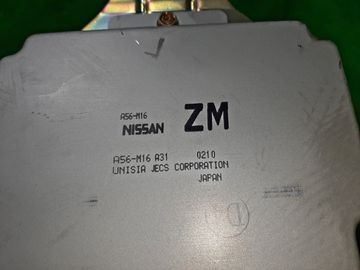 A56-M16
NISSAN ZM
A56-M16 A31 0210
UNISIA JECS CORPORATION
JAPAN